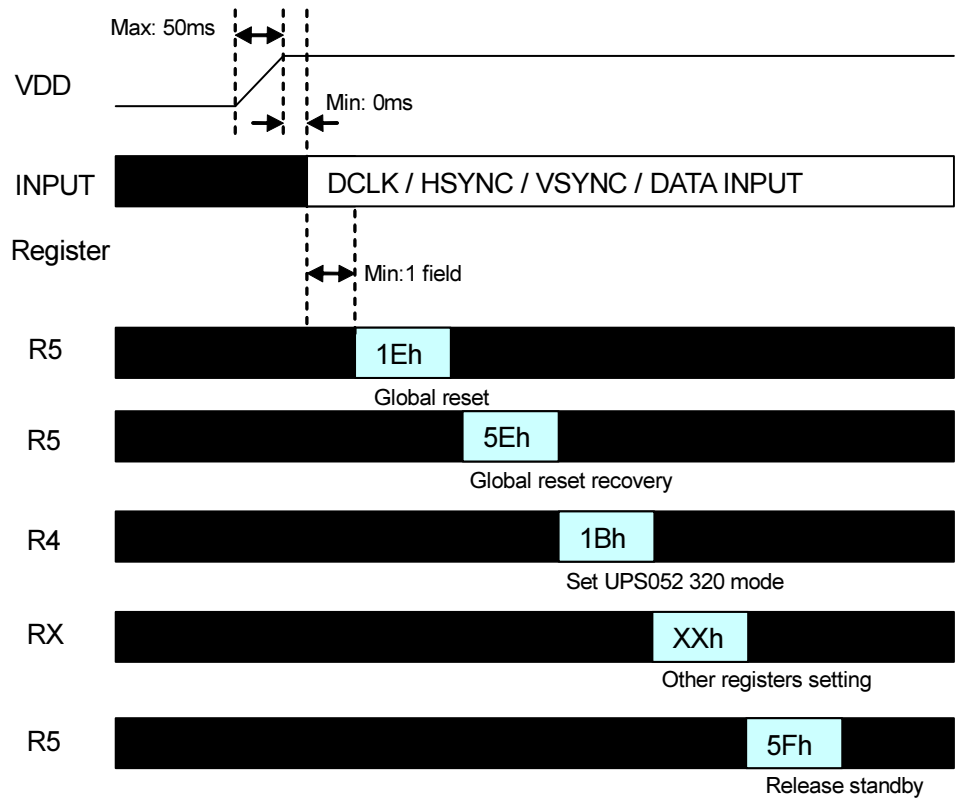 Max: 50ms
VDD
Min: 0ms
INPUT
DCLK / HSYNC / VSYNC / DATA INPUT
Register
Min:1 field
R5
1Eh
Global reset
R5
5Eh
Global reset recovery
R4
1Bh
Set UPS052 320 mode
RX
XXh
Other registers setting
R5
5Fh
Release standby